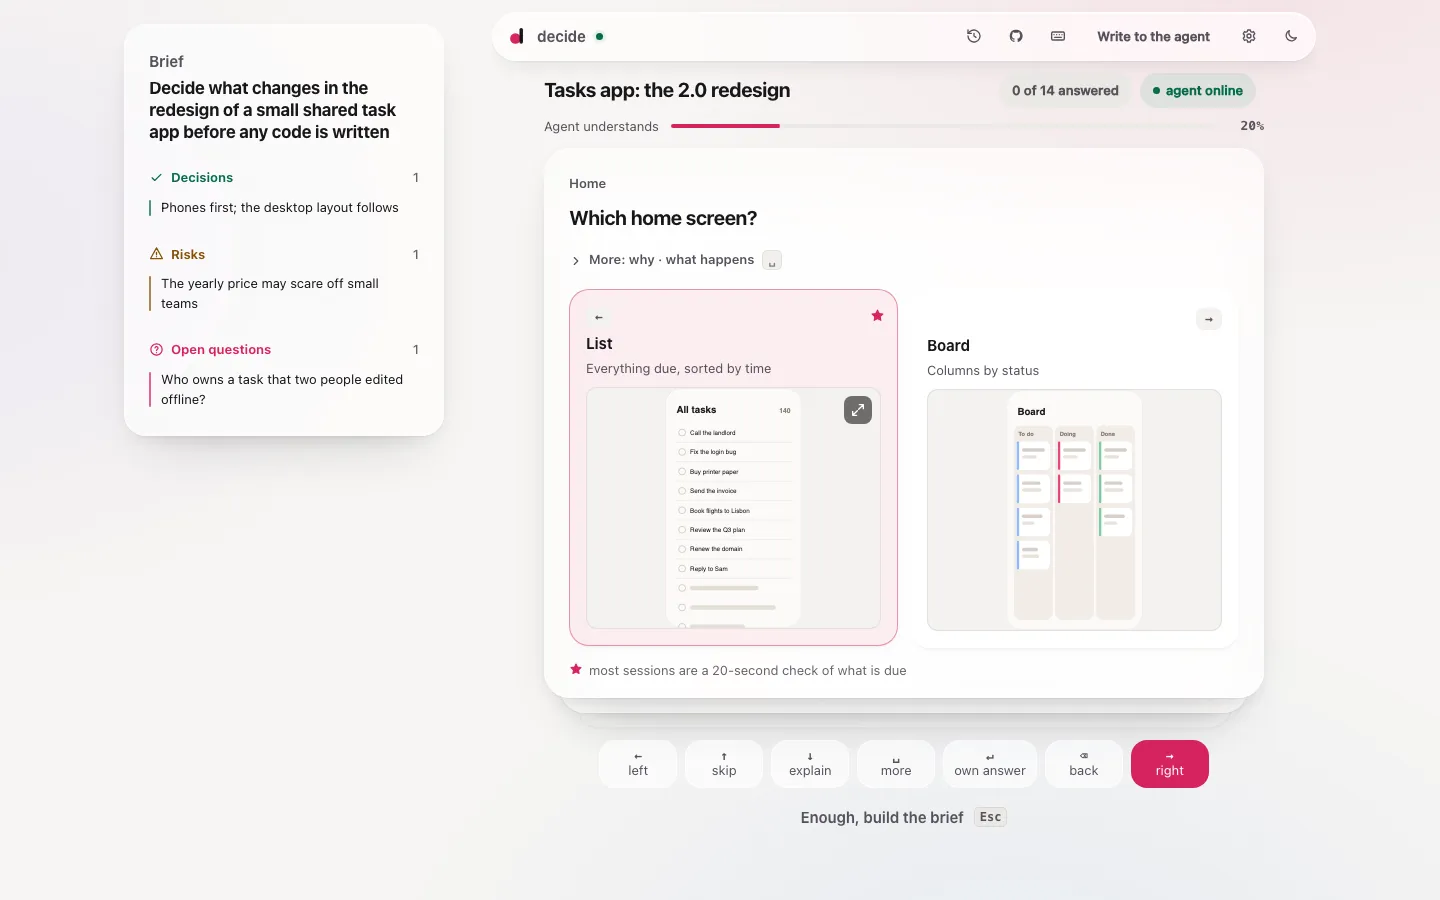 Brief
Decide what changes in the
redesign of a small shared task
app before any code is written
Decisions 1
Phones first; the desktop layout follows
Risks 1
The yearly price may scare off small
teams
Open questions 1
Who owns a task that two people edited
offline?
decide
Write to the agent
Tasks app: the 2.0 redesign
0 of 14 answered
agent online
Agent understands
20%
Home
Which home screen?
More: why · what happens ␣
←
List
Everything due, sorted by time
All tasks 140
Call the landlord
Fix the login bug
Buy printer paper
Send the invoice
Book flights to Lisbon
Review the Q3 plan
Renew the domain
Reply to Sam
→
Board
Columns by status
Board
To do Doing Done
★ most sessions are a 20-second check of what is due
← left
↑ skip
↓ explain
␣ more
↵ own answer
⌫ back
→ right
Enough, build the brief Esc